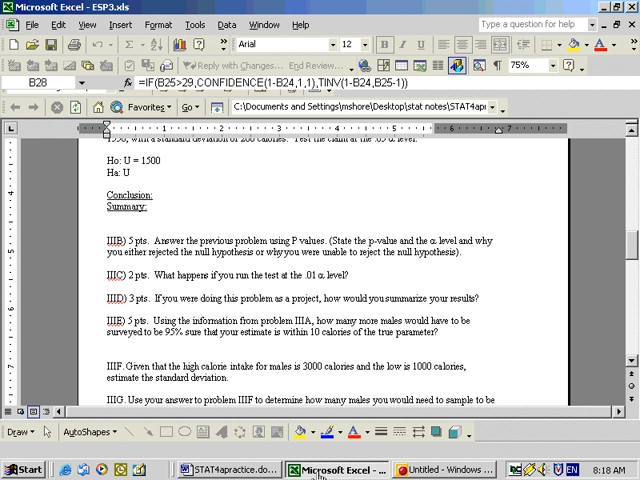 Microsoft Excel - ESP3.xls
File Edit View Insert Format Tools Data Window Help
Type a question for help
Arial 12 B I U
Reply with Changes... End Review...
75%
B28 =IF(B25>29,CONFIDENCE(1-B24,1,1),TINV(1-B24,B25-1))
Favorites Go C:\Documents and Settings\mshore\Desktop\stat notes\STAT4apr
1 2 3 4 5 6 7
1550, with a standard deviation of 200 calories. Test the claim at the .05 α level.
Ho: U = 1500
Ha: U
Conclusion:
Summary:
IIIB) 5 pts. Answer the previous problem using P values. (State the p-value and the α level and why
you either rejected the null hypothesis or why you were unable to reject the null hypothesis).
IIIC) 2 pts. What happens if you run the test at the .01 α level?
IIID) 3 pts. If you were doing this problem as a project, how would you summarize your results?
IIIE) 5 pts. Using the information from problem IIIA, how many more males would have to be
surveyed to be 95% sure that your estimate is within 10 calories of the true parameter?
IIIF. Given that the high calorie intake for males is 3000 calories and the low is 1000 calories,
estimate the standard deviation.
IIIG. Use your answer to problem IIIF to determine how many males you would need to sample to be
Draw AutoShapes
Start STAT4apractice.do... Microsoft Excel - ... Untitled - Windows ... EN 8:18 AM